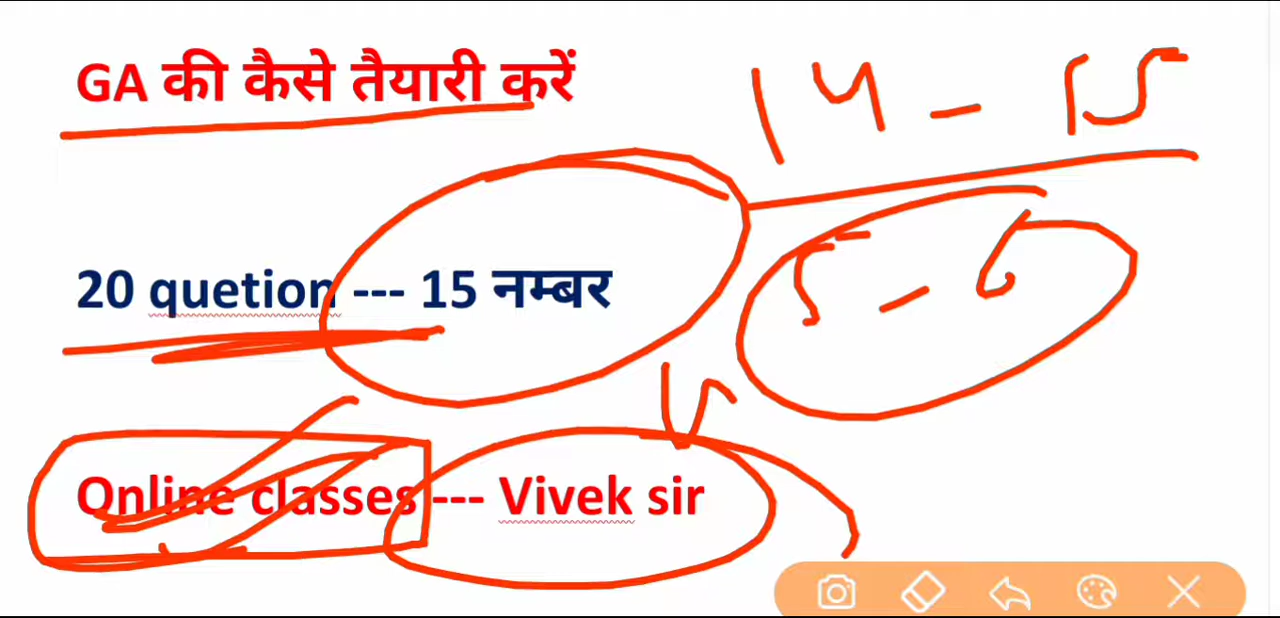 GA की कैसे तैयारी करें
14 - 15
20 quetion --- 15 नम्बर
5 - 6
Online classes --- Vivek sir